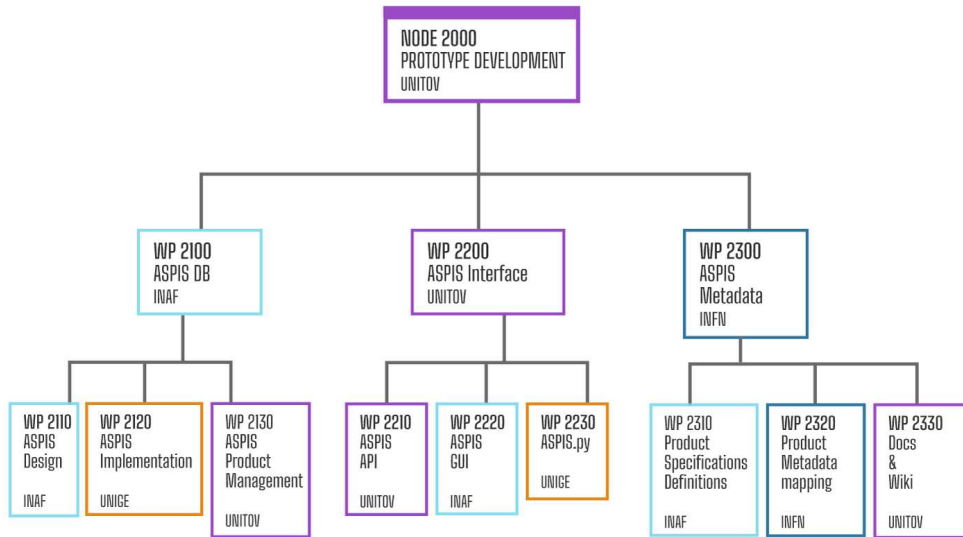 NODE 2000
PROTOTYPE DEVELOPMENT
UNITOV
WP 2100
ASPIS DB
INAF
WP 2200
ASPIS Interface
UNITOV
WP 2300
ASPIS
Metadata
INFN
WP 2110
ASPIS
Design
INAF
WP 2120
ASPIS
Implementation
UNIGE
WP 2130
ASPIS
Product
Management
UNITOV
WP 2210
ASPIS
API
UNITOV
WP 2220
ASPIS
GUI
INAF
WP 2230
ASPIS.py
UNIGE
WP 2310
Product
Specifications
Definitions
INAF
WP 2320
Product
Metadata
mapping
INFN
WP 2330
Docs
&
Wiki
UNITOV